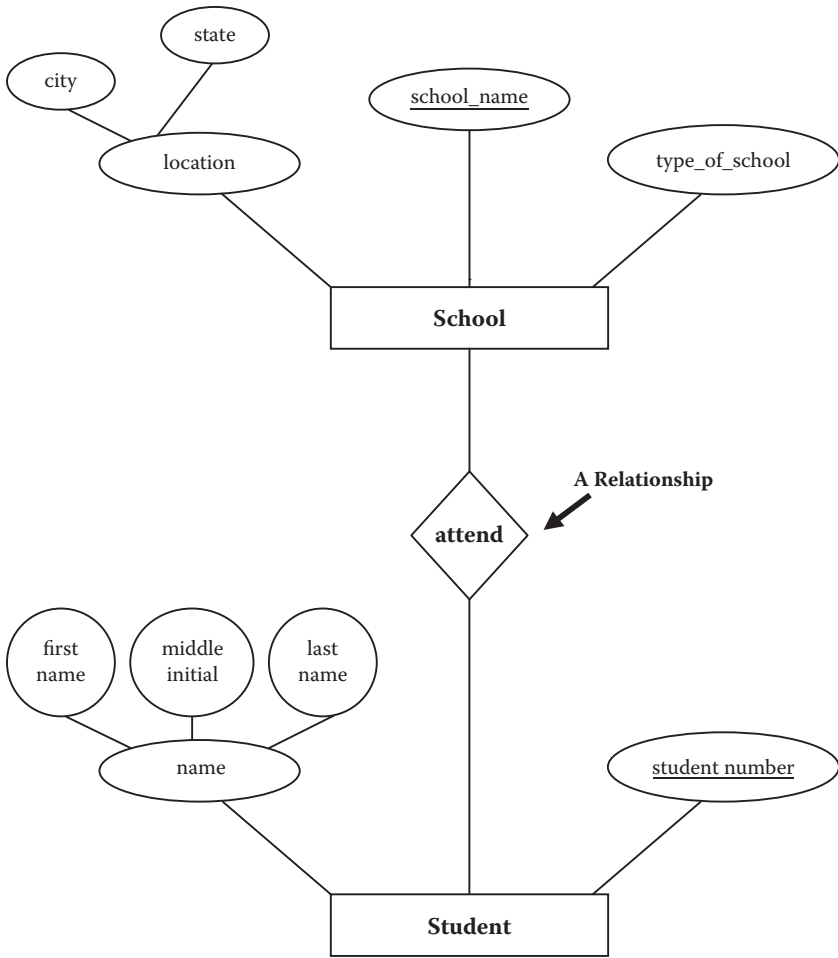 state
city
school_name
location
type_of_school
School
A Relationship
attend
first
name
middle
initial
last
name
name
student number
Student